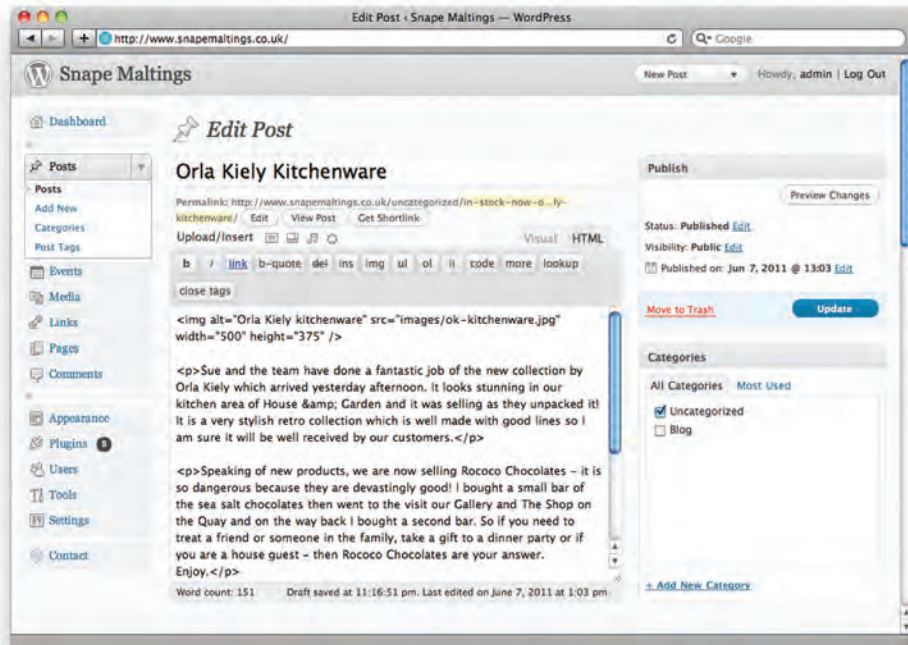 Edit Post ‹ Snape Maltings — WordPress
http://www.snapemaltings.co.uk/
Google
Snape Maltings
New Post
Howdy, admin | Log Out
Dashboard
Posts
Posts
Add New
Categories
Post Tags
Events
Media
Links
Pages
Comments
Appearance
Plugins
Users
Tools
Settings
Contact
Edit Post
Orla Kiely Kitchenware
Permalink: http://www.snapemaltings.co.uk/uncategorized/in-stock-now-o...ly-
kitchenware/ Edit View Post Get Shortlink
Upload/Insert Visual HTML
b i link b-quote del ins img ul ol li code more lookup
close tags
<img alt="Orla Kiely kitchenware" src="images/ok-kitchenware.jpg"
width="500" height="375" />
<p>Sue and the team have done a fantastic job of the new collection by
Orla Kiely which arrived yesterday afternoon. It looks stunning in our
kitchen area of House &amp; Garden and it was selling as they unpacked it!
It is a very stylish retro collection which is well made with good lines so I
am sure it will be well received by our customers.</p>
<p>Speaking of new products, we are now selling Rococo Chocolates – it is
so dangerous because they are devastingly good! I bought a small bar of
the sea salt chocolates then went to the visit our Gallery and The Shop on
the Quay and on the way back I bought a second bar. So if you need to
treat a friend or someone in the family, take a gift to a dinner party or if
you are a house guest – then Rococo Chocolates are your answer.
Enjoy.</p>
Word count: 151 Draft saved at 11:16:51 pm. Last edited on June 7, 2011 at 1:03 pm
Publish
Preview Changes
Status: Published Edit
Visibility: Public Edit
Published on: Jun 7, 2011 @ 13:03 Edit
Move to Trash
Update
Categories
All Categories Most Used
Uncategorized
Blog
+ Add New Category